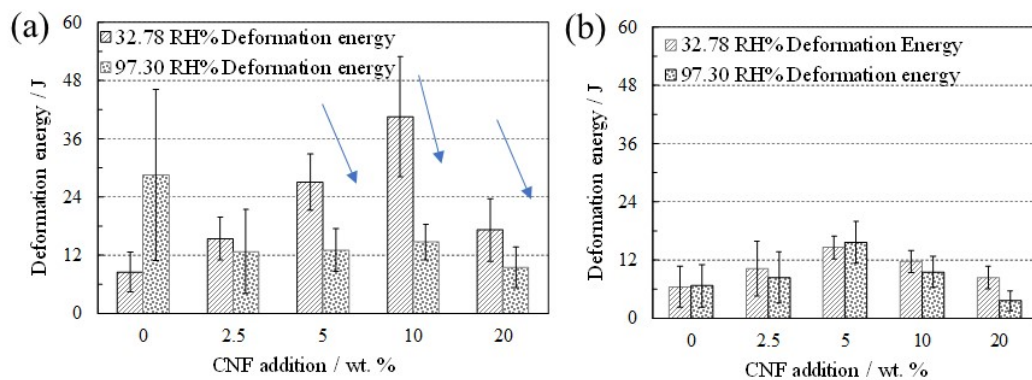 (a)
60
48
36
24
12
0
Deformation energy / J
32.78 RH% Deformation energy
97.30 RH% Deformation energy
0 2.5 5 10 20
CNF addition / wt. %
(b)
60
48
36
24
12
0
Deformation energy / J
32.78 RH% Deformation Energy
97.30 RH% Deformation energy
0 2.5 5 10 20
CNF addition / wt. %